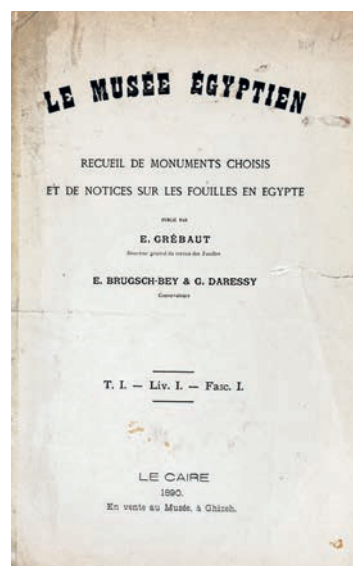 LE MUSÉE ÉGYPTIEN
RECUEIL DE MONUMENTS CHOISIS
ET DE NOTICES SUR LES FOUILLES EN EGYPTE
PUBLIÉ PAR
E. GRÉBAUT
Directeur général du service des Fouilles
E. BRUGSCH-BEY & G. DARESSY
Conservateurs
T. I. — Liv. I. — Fasc. I.
LE CAIRE
1890.
En vente au Musée, à Ghizeh.